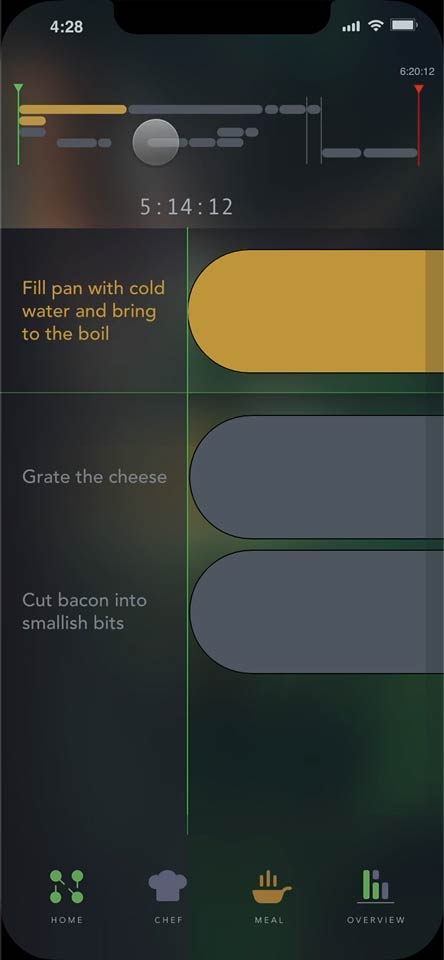 4:28
6:20:12
5:14:12
Fill pan with cold
water and bring
to the boil
Grate the cheese
Cut bacon into
smallish bits
HOME
CHEF
MEAL
OVERVIEW